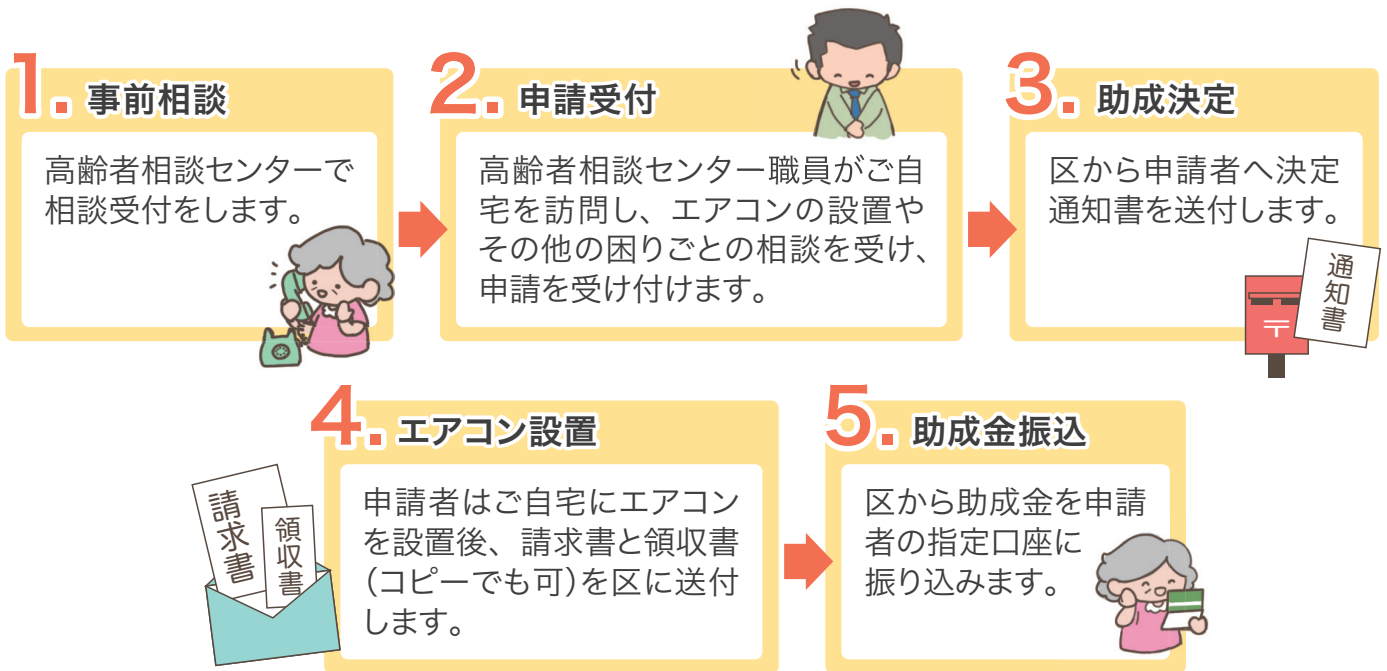 1. 事前相談
高齢者相談センターで
相談受付をします。
2. 申請受付
高齢者相談センター職員がご自
宅を訪問し、エアコンの設置や
その他の困りごとの相談を受け、
申請を受け付けます。
3. 助成決定
区から申請者へ決定
通知書を送付します。
通知書
〒
4. エアコン設置
申請者はご自宅にエアコン
を設置後、請求書と領収書
(コピーでも可)を区に送付
します。
請求書
領収書
5. 助成金振込
区から助成金を申請
者の指定口座に
振り込みます。